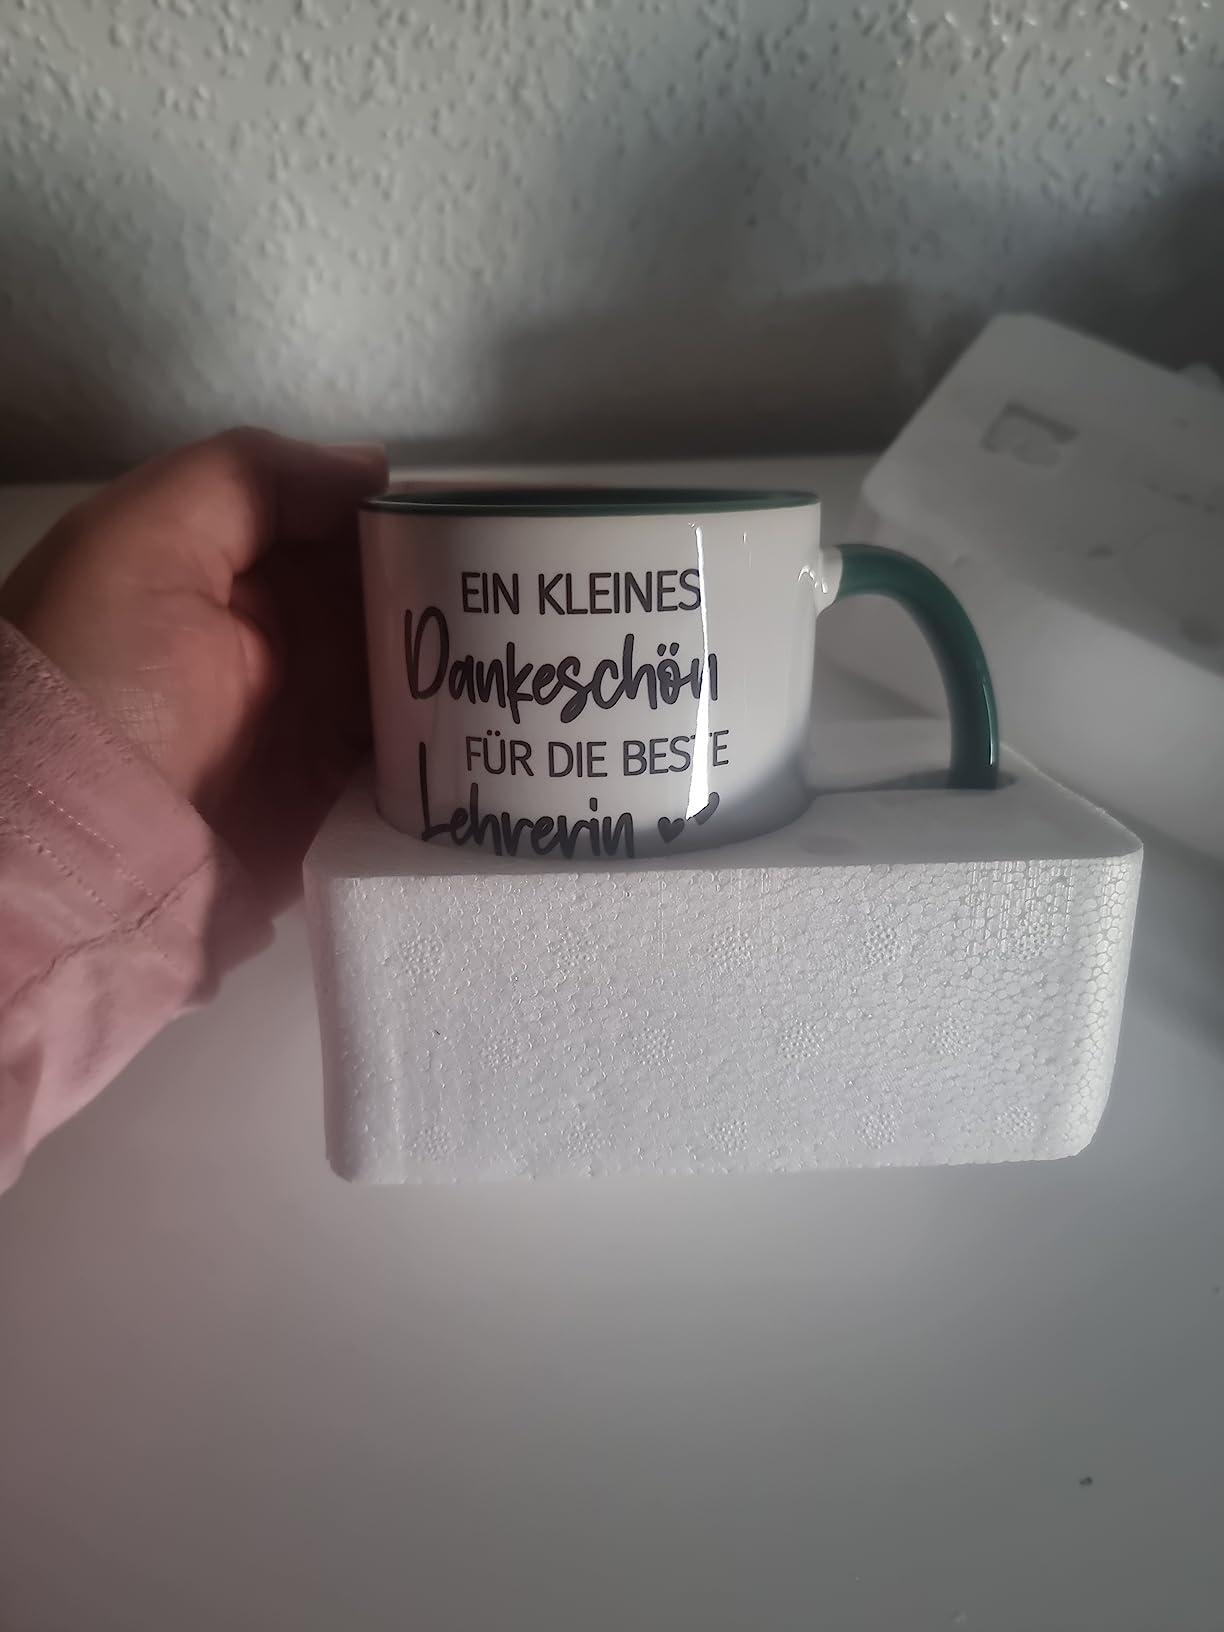 EIN KLEINES
Dankeschön
FÜR DIE BESTE
Lehrerin